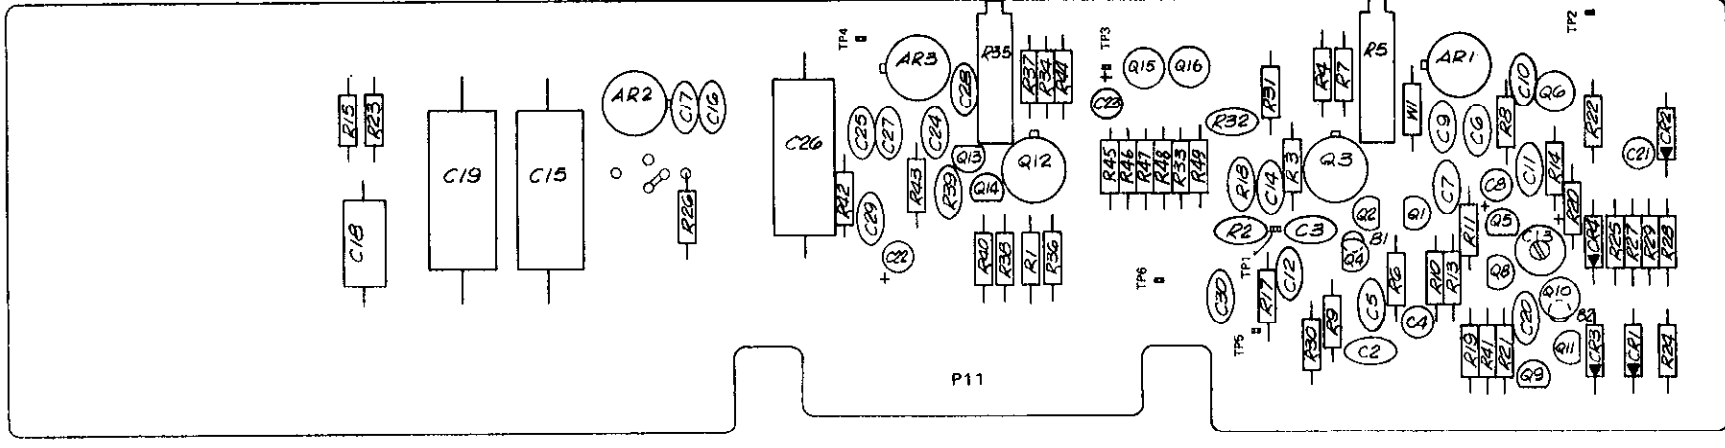 TP4
TP3
TP2
AR3
R35
R37
R34
R44
Q15
Q16
R4
R7
R5
AR1
C10
Q6
C28
C23
R31
W1
R8
R22
CR2
R15
R23
AR2
C17
C16
C26
C25
C27
C24
R32
C9
C6
C21
C19
C15
Q13
Q12
R45
R46
R47
R48
R33
R49
R18
C14
R3
Q3
C7
C8
C11
R14
R42
R43
R39
Q14
C18
R26
C29
R2
C3
Q2
Q1
R11
Q5
R20
C13
CR4
R25
R27
R29
R28
C22
R40
R38
R1
R36
TP6
TP1
B1
Q4
C12
R6
R10
R13
Q8
C30
R17
C5
C4
C20
Q10
B2
TP5
R30
R9
C2
R19
R41
R21
Q11
CR3
CR1
R24
Q9
P11